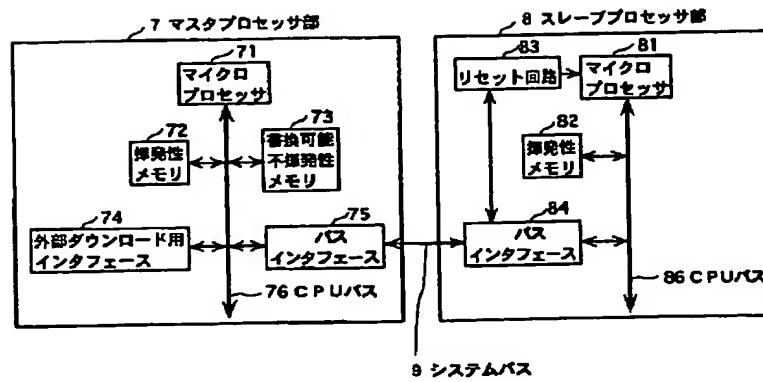 7 マスタプロセッサ部
71
マイクロ
プロセッサ
72
揮発性
メモリ
73
書換可能
不揮発性
メモリ
74
外部ダウンロード用
インタフェース
75
バス
インタフェース
76 CPUバス
8 スレーブプロセッサ部
83
リセット回路
81
マイクロ
プロセッサ
82
揮発性
メモリ
84
バス
インタフェース
86 CPUバス
9 システムバス